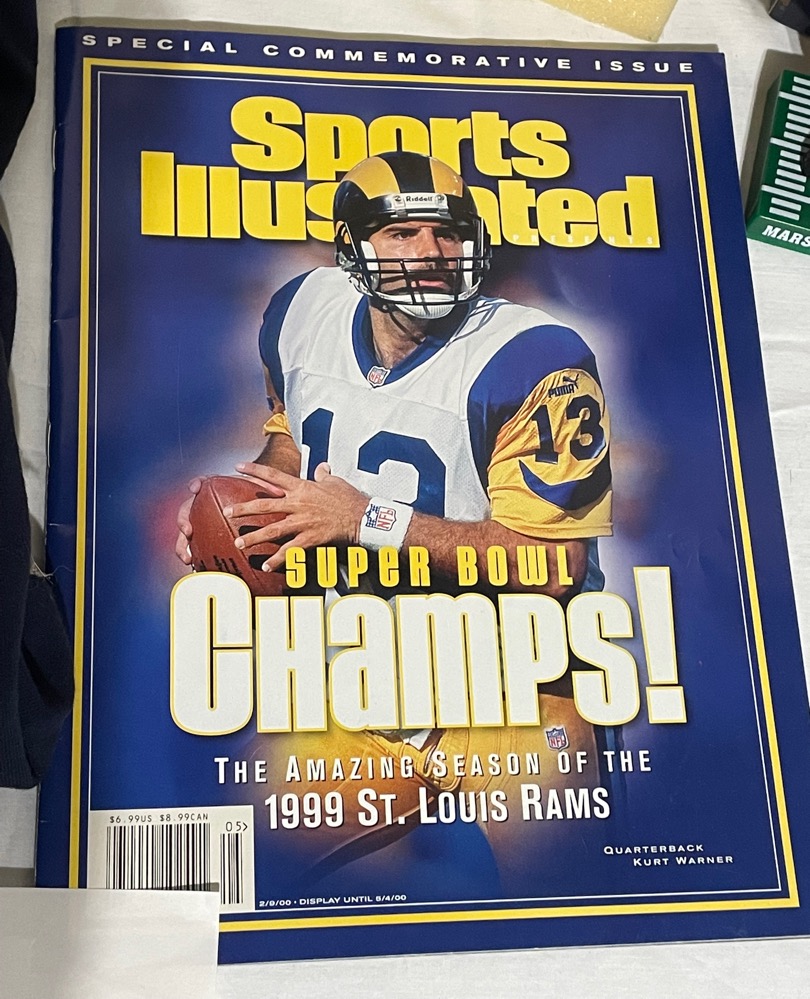 SPECIAL COMMEMORATIVE ISSUE
Sports
Illustrated
PRESENTS
Riddell
PUMA
13
13
NFL
SUPER BOWL
CHamPS!
NFL
THE AMAZING SEASON OF THE
1999 ST. LOUIS RAMS
$6.99US $8.99CAN
05>
QUARTERBACK
KURT WARNER
2/9/00 • DISPLAY UNTIL 5/4/00
MARS